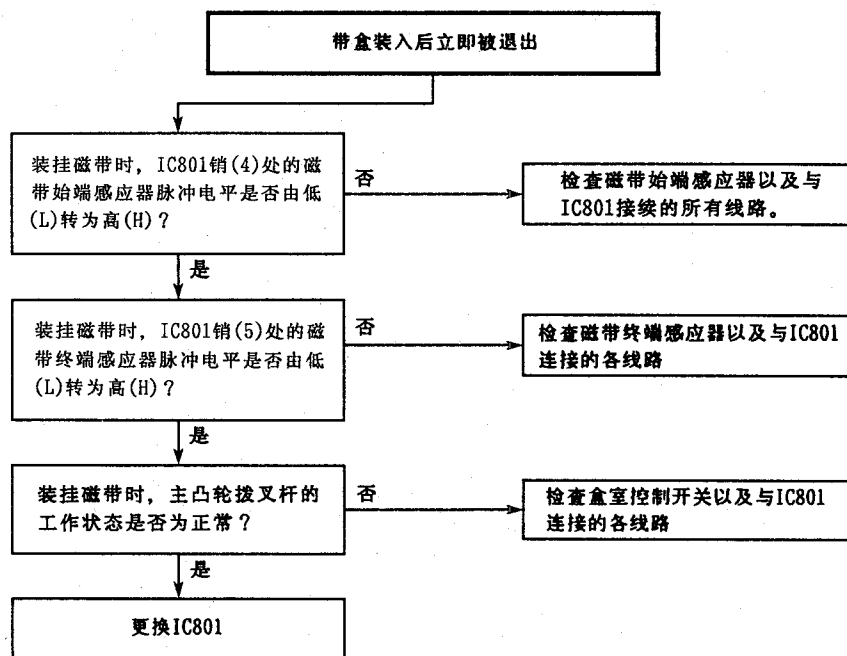 带盒装入后立即被退出
装挂磁带时，IC801销(4)处的磁
带始端感应器脉冲电平是否由低
(L)转为高(H)？
否
检查磁带始端感应器以及与
IC801接续的所有线路。
是
装挂磁带时，IC801销(5)处的磁
带终端感应器脉冲电平是否由低
(L)转为高(H)？
否
检查磁带终端感应器以及与IC801
连接的各线路
是
装挂磁带时，主凸轮拨叉杆的
工作状态是否为正常？
否
检查盒室控制开关以及与IC801
连接的各线路
是
更换IC801